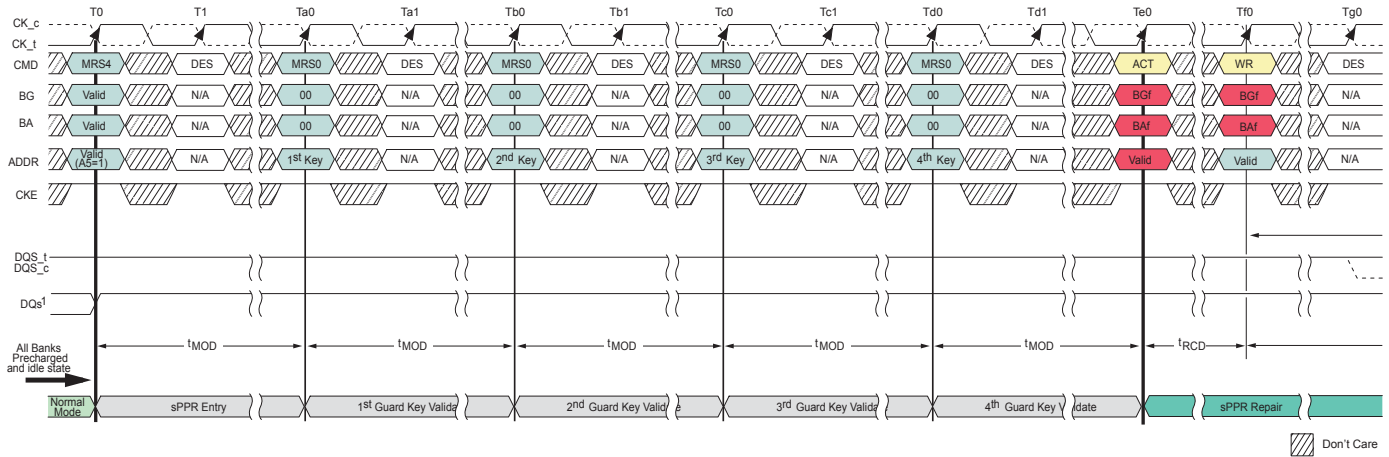 T0 T1 Ta0 Ta1 Tb0 Tb1 Tc0 Tc1 Td0 Td1 Te0 Tf0 Tg0
CK_c
CK_t
CMD MRS4 DES MRS0 DES MRS0 DES MRS0 DES MRS0 DES ACT WR DES
BG Valid N/A 00 N/A 00 N/A 00 N/A 00 N/A BGf BGf N/A
BA Valid N/A 00 N/A 00 N/A 00 N/A 00 N/A BAf BAf N/A
ADDR Valid (A5=1) N/A 1st Key N/A 2nd Key N/A 3rd Key N/A 4th Key N/A Valid Valid N/A
CKE
DQS_t
DQS_c
DQs1
All Banks
Precharged
and idle state
tMOD tMOD tMOD tMOD tMOD tRCD
Normal Mode sPPR Entry 1st Guard Key Valida 2nd Guard Key Valid e 3rd Guard Key Valida 4th Guard Key V date sPPR Repair
Don't Care